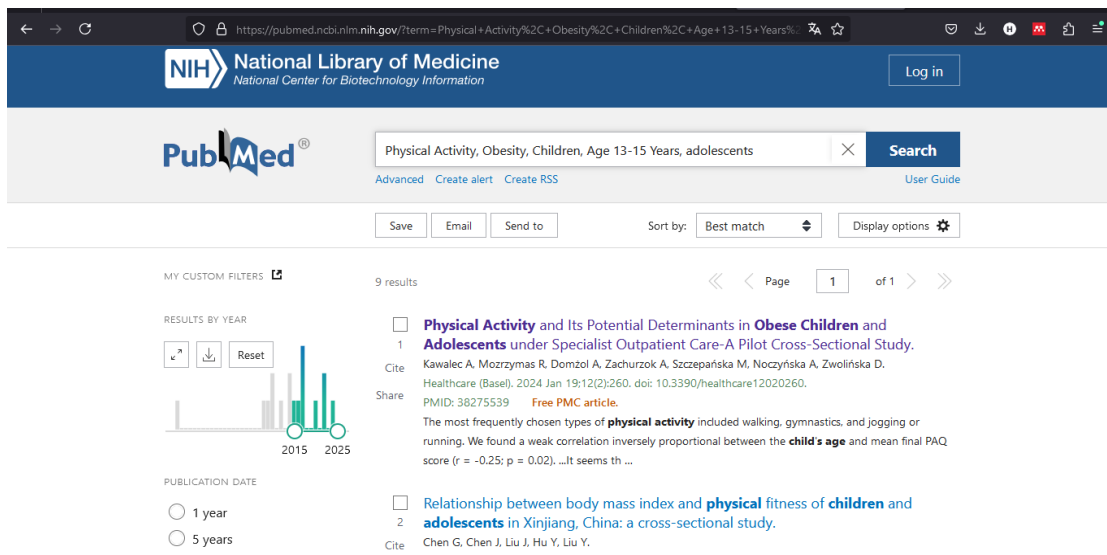 https://pubmed.ncbi.nlm.nih.gov/?term=Physical+Activity%2C+Obesity%2C+Children%2C+Age+13-15+Years%2
NIH National Library of Medicine
National Center for Biotechnology Information
Log in
PubMed®
Physical Activity, Obesity, Children, Age 13-15 Years, adolescents
Search
Advanced Create alert Create RSS
User Guide
Save Email Send to
Sort by: Best match
Display options
MY CUSTOM FILTERS
9 results
Page 1 of 1
RESULTS BY YEAR
Reset
2015 2025
PUBLICATION DATE
1 year
5 years
1
Cite
Share
Physical Activity and Its Potential Determinants in Obese Children and
Adolescents under Specialist Outpatient Care-A Pilot Cross-Sectional Study.
Kawalec A, Mozrzymas R, Domżol A, Zachurzok A, Szczepańska M, Noczyńska A, Zwolińska D.
Healthcare (Basel). 2024 Jan 19;12(2):260. doi: 10.3390/healthcare12020260.
PMID: 38275539 Free PMC article.
The most frequently chosen types of physical activity included walking, gymnastics, and jogging or
running. We found a weak correlation inversely proportional between the child's age and mean final PAQ
score (r = -0.25; p = 0.02). ...It seems th ...
2
Cite
Relationship between body mass index and physical fitness of children and
adolescents in Xinjiang, China: a cross-sectional study.
Chen G, Chen J, Liu J, Hu Y, Liu Y.